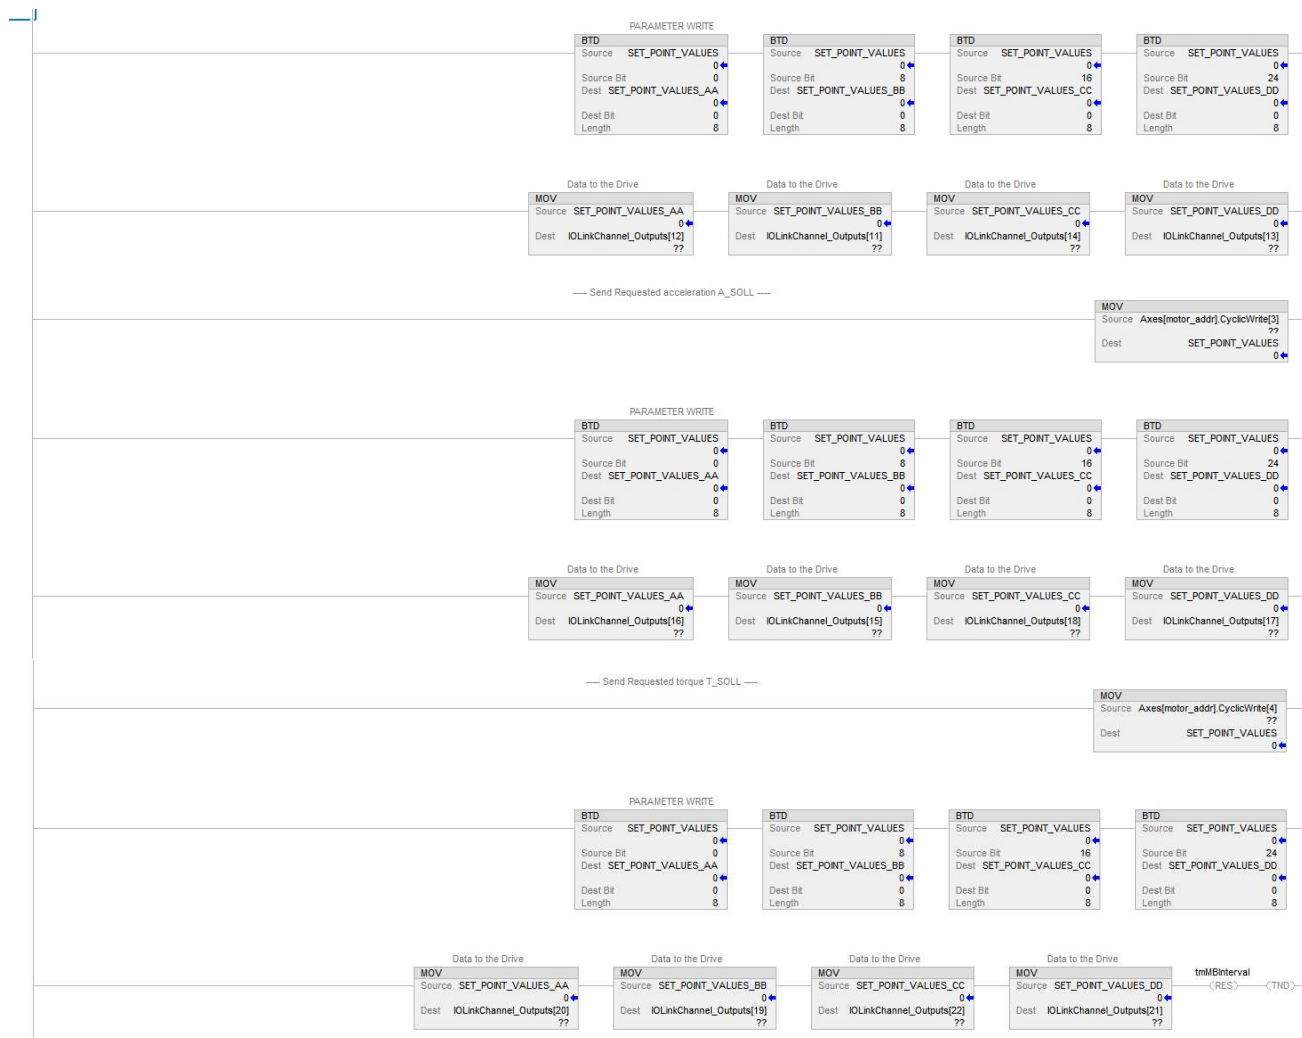 J
PARAMETER WRITE
BTD BTD BTD BTD
Source SET_POINT_VALUES Source SET_POINT_VALUES Source SET_POINT_VALUES Source SET_POINT_VALUES
0 0 0 0
Source Bit 0 Source Bit 8 Source Bit 16 Source Bit 24
Dest SET_POINT_VALUES_AA Dest SET_POINT_VALUES_BB Dest SET_POINT_VALUES_CC Dest SET_POINT_VALUES_DD
0 0 0 0
Dest Bit 0 Dest Bit 0 Dest Bit 0 Dest Bit 0
Length 8 Length 8 Length 8 Length 8
Data to the Drive Data to the Drive Data to the Drive Data to the Drive
MOV MOV MOV MOV
Source SET_POINT_VALUES_AA Source SET_POINT_VALUES_BB Source SET_POINT_VALUES_CC Source SET_POINT_VALUES_DD
0 0 0 0
Dest IOLinkChannel_Outputs[12] Dest IOLinkChannel_Outputs[11] Dest IOLinkChannel_Outputs[14] Dest IOLinkChannel_Outputs[13]
?? ?? ?? ??
---- Send Requested acceleration A_SOLL ----
MOV
Source Axes[motor_addr].CyclicWrite[3]
??
Dest SET_POINT_VALUES
0
PARAMETER WRITE
BTD BTD BTD BTD
Source SET_POINT_VALUES Source SET_POINT_VALUES Source SET_POINT_VALUES Source SET_POINT_VALUES
0 0 0 0
Source Bit 0 Source Bit 8 Source Bit 16 Source Bit 24
Dest SET_POINT_VALUES_AA Dest SET_POINT_VALUES_BB Dest SET_POINT_VALUES_CC Dest SET_POINT_VALUES_DD
0 0 0 0
Dest Bit 0 Dest Bit 0 Dest Bit 0 Dest Bit 0
Length 8 Length 8 Length 8 Length 8
Data to the Drive Data to the Drive Data to the Drive Data to the Drive
MOV MOV MOV MOV
Source SET_POINT_VALUES_AA Source SET_POINT_VALUES_BB Source SET_POINT_VALUES_CC Source SET_POINT_VALUES_DD
0 0 0 0
Dest IOLinkChannel_Outputs[16] Dest IOLinkChannel_Outputs[15] Dest IOLinkChannel_Outputs[18] Dest IOLinkChannel_Outputs[17]
?? ?? ?? ??
---- Send Requested torque T_SOLL ----
MOV
Source Axes[motor_addr].CyclicWrite[4]
??
Dest SET_POINT_VALUES
0
PARAMETER WRITE
BTD BTD BTD BTD
Source SET_POINT_VALUES Source SET_POINT_VALUES Source SET_POINT_VALUES Source SET_POINT_VALUES
0 0 0 0
Source Bit 0 Source Bit 8 Source Bit 16 Source Bit 24
Dest SET_POINT_VALUES_AA Dest SET_POINT_VALUES_BB Dest SET_POINT_VALUES_CC Dest SET_POINT_VALUES_DD
0 0 0 0
Dest Bit 0 Dest Bit 0 Dest Bit 0 Dest Bit 0
Length 8 Length 8 Length 8 Length 8
Data to the Drive Data to the Drive Data to the Drive Data to the Drive
MOV MOV MOV MOV tmMBInterval
Source SET_POINT_VALUES_AA Source SET_POINT_VALUES_BB Source SET_POINT_VALUES_CC Source SET_POINT_VALUES_DD (RES) (TND)
0 0 0 0
Dest IOLinkChannel_Outputs[20] Dest IOLinkChannel_Outputs[19] Dest IOLinkChannel_Outputs[22] Dest IOLinkChannel_Outputs[21]
?? ?? ?? ??